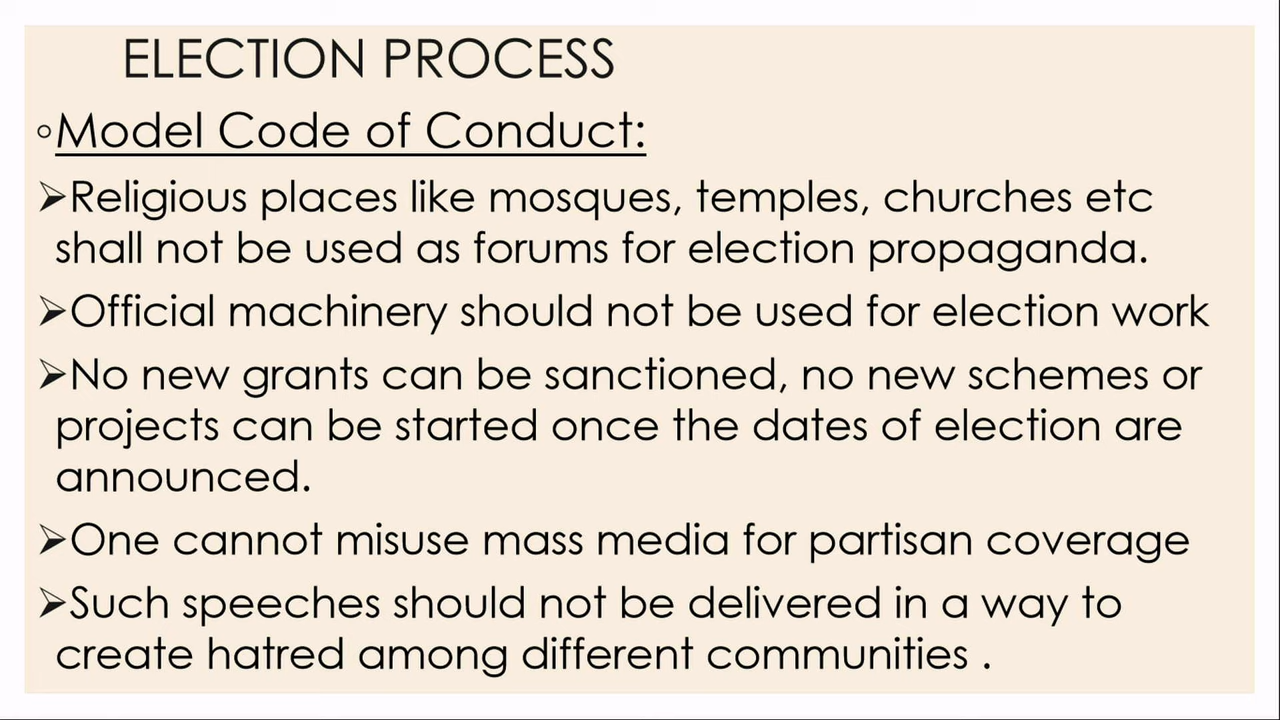 ELECTION PROCESS
◦Model Code of Conduct:
➢Religious places like mosques, temples, churches etc
shall not be used as forums for election propaganda.
➢Official machinery should not be used for election work
➢No new grants can be sanctioned, no new schemes or
projects can be started once the dates of election are
announced.
➢One cannot misuse mass media for partisan coverage
➢Such speeches should not be delivered in a way to
create hatred among different communities .